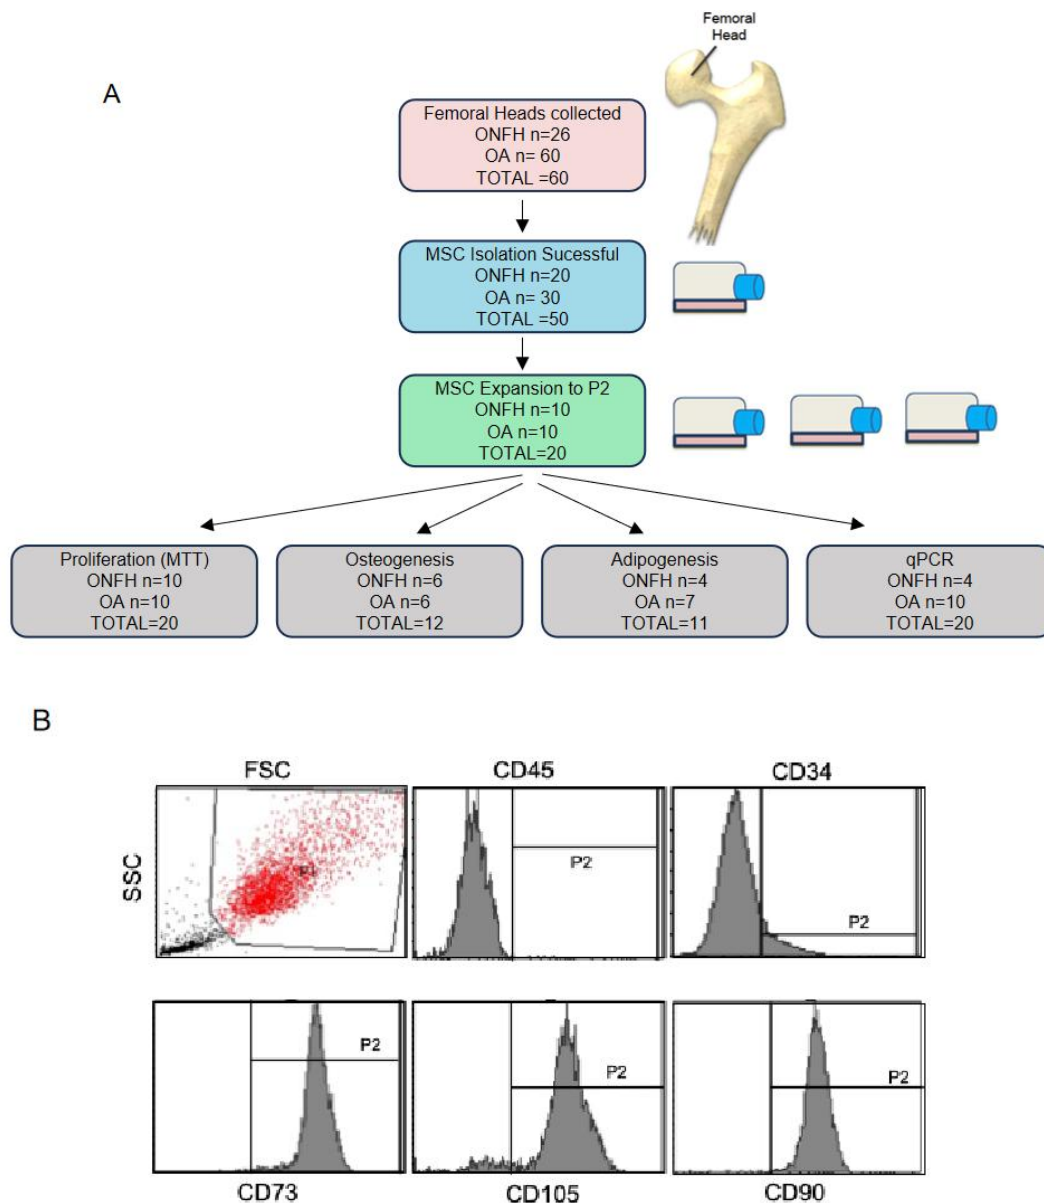 Femoral
Head
A
Femoral Heads collected
ONFH n=26
OA n= 60
TOTAL =60
MSC Isolation Sucessful
ONFH n=20
OA n= 30
TOTAL =50
MSC Expansion to P2
ONFH n=10
OA n=10
TOTAL=20
Proliferation (MTT)
ONFH n=10
OA n=10
TOTAL=20
Osteogenesis
ONFH n=6
OA n=6
TOTAL=12
Adipogenesis
ONFH n=4
OA n=7
TOTAL=11
qPCR
ONFH n=4
OA n=10
TOTAL=20
B
FSC
SSC
P1
CD45
P2
CD34
P2
P2
CD73
P2
CD105
P2
CD90